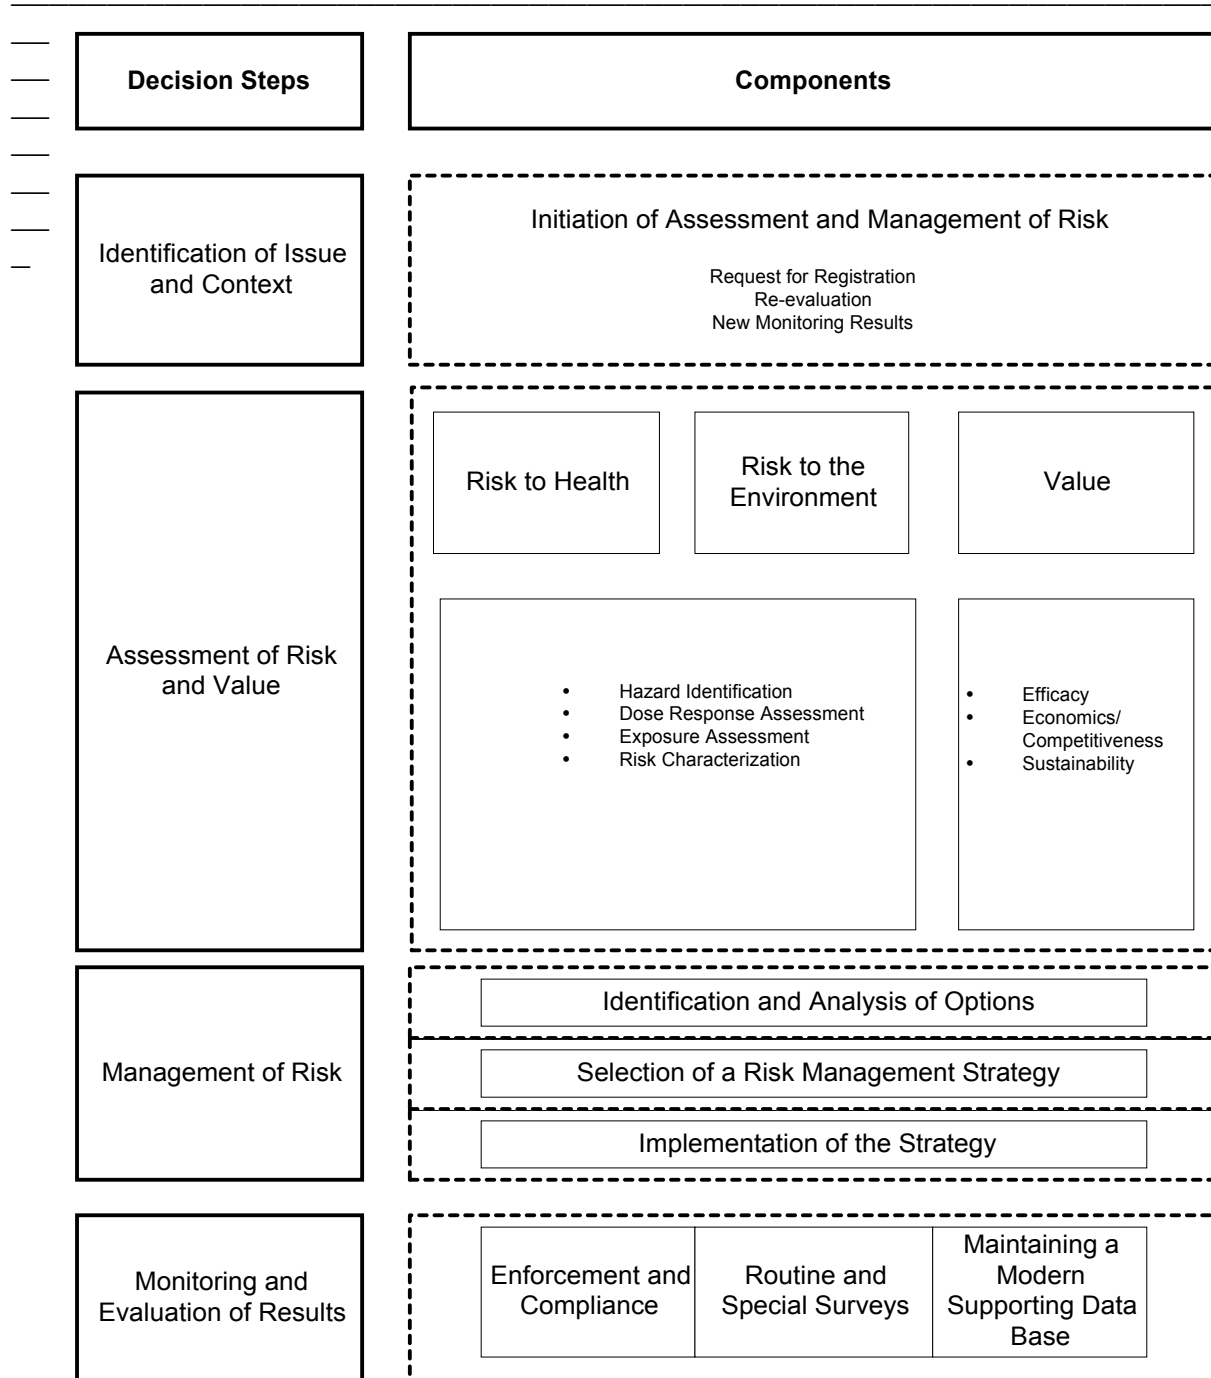 Decision Steps
Components
Identification of Issue
and Context
Initiation of Assessment and Management of Risk
Request for Registration
Re-evaluation
New Monitoring Results
Assessment of Risk
and Value
Risk to Health
Risk to the
Environment
Value
• Hazard Identification
• Dose Response Assessment
• Exposure Assessment
• Risk Characterization
• Efficacy
• Economics/
Competitiveness
• Sustainability
Management of Risk
Identification and Analysis of Options
Selection of a Risk Management Strategy
Implementation of the Strategy
Monitoring and
Evaluation of Results
Enforcement and
Compliance
Routine and
Special Surveys
Maintaining a
Modern
Supporting Data
Base